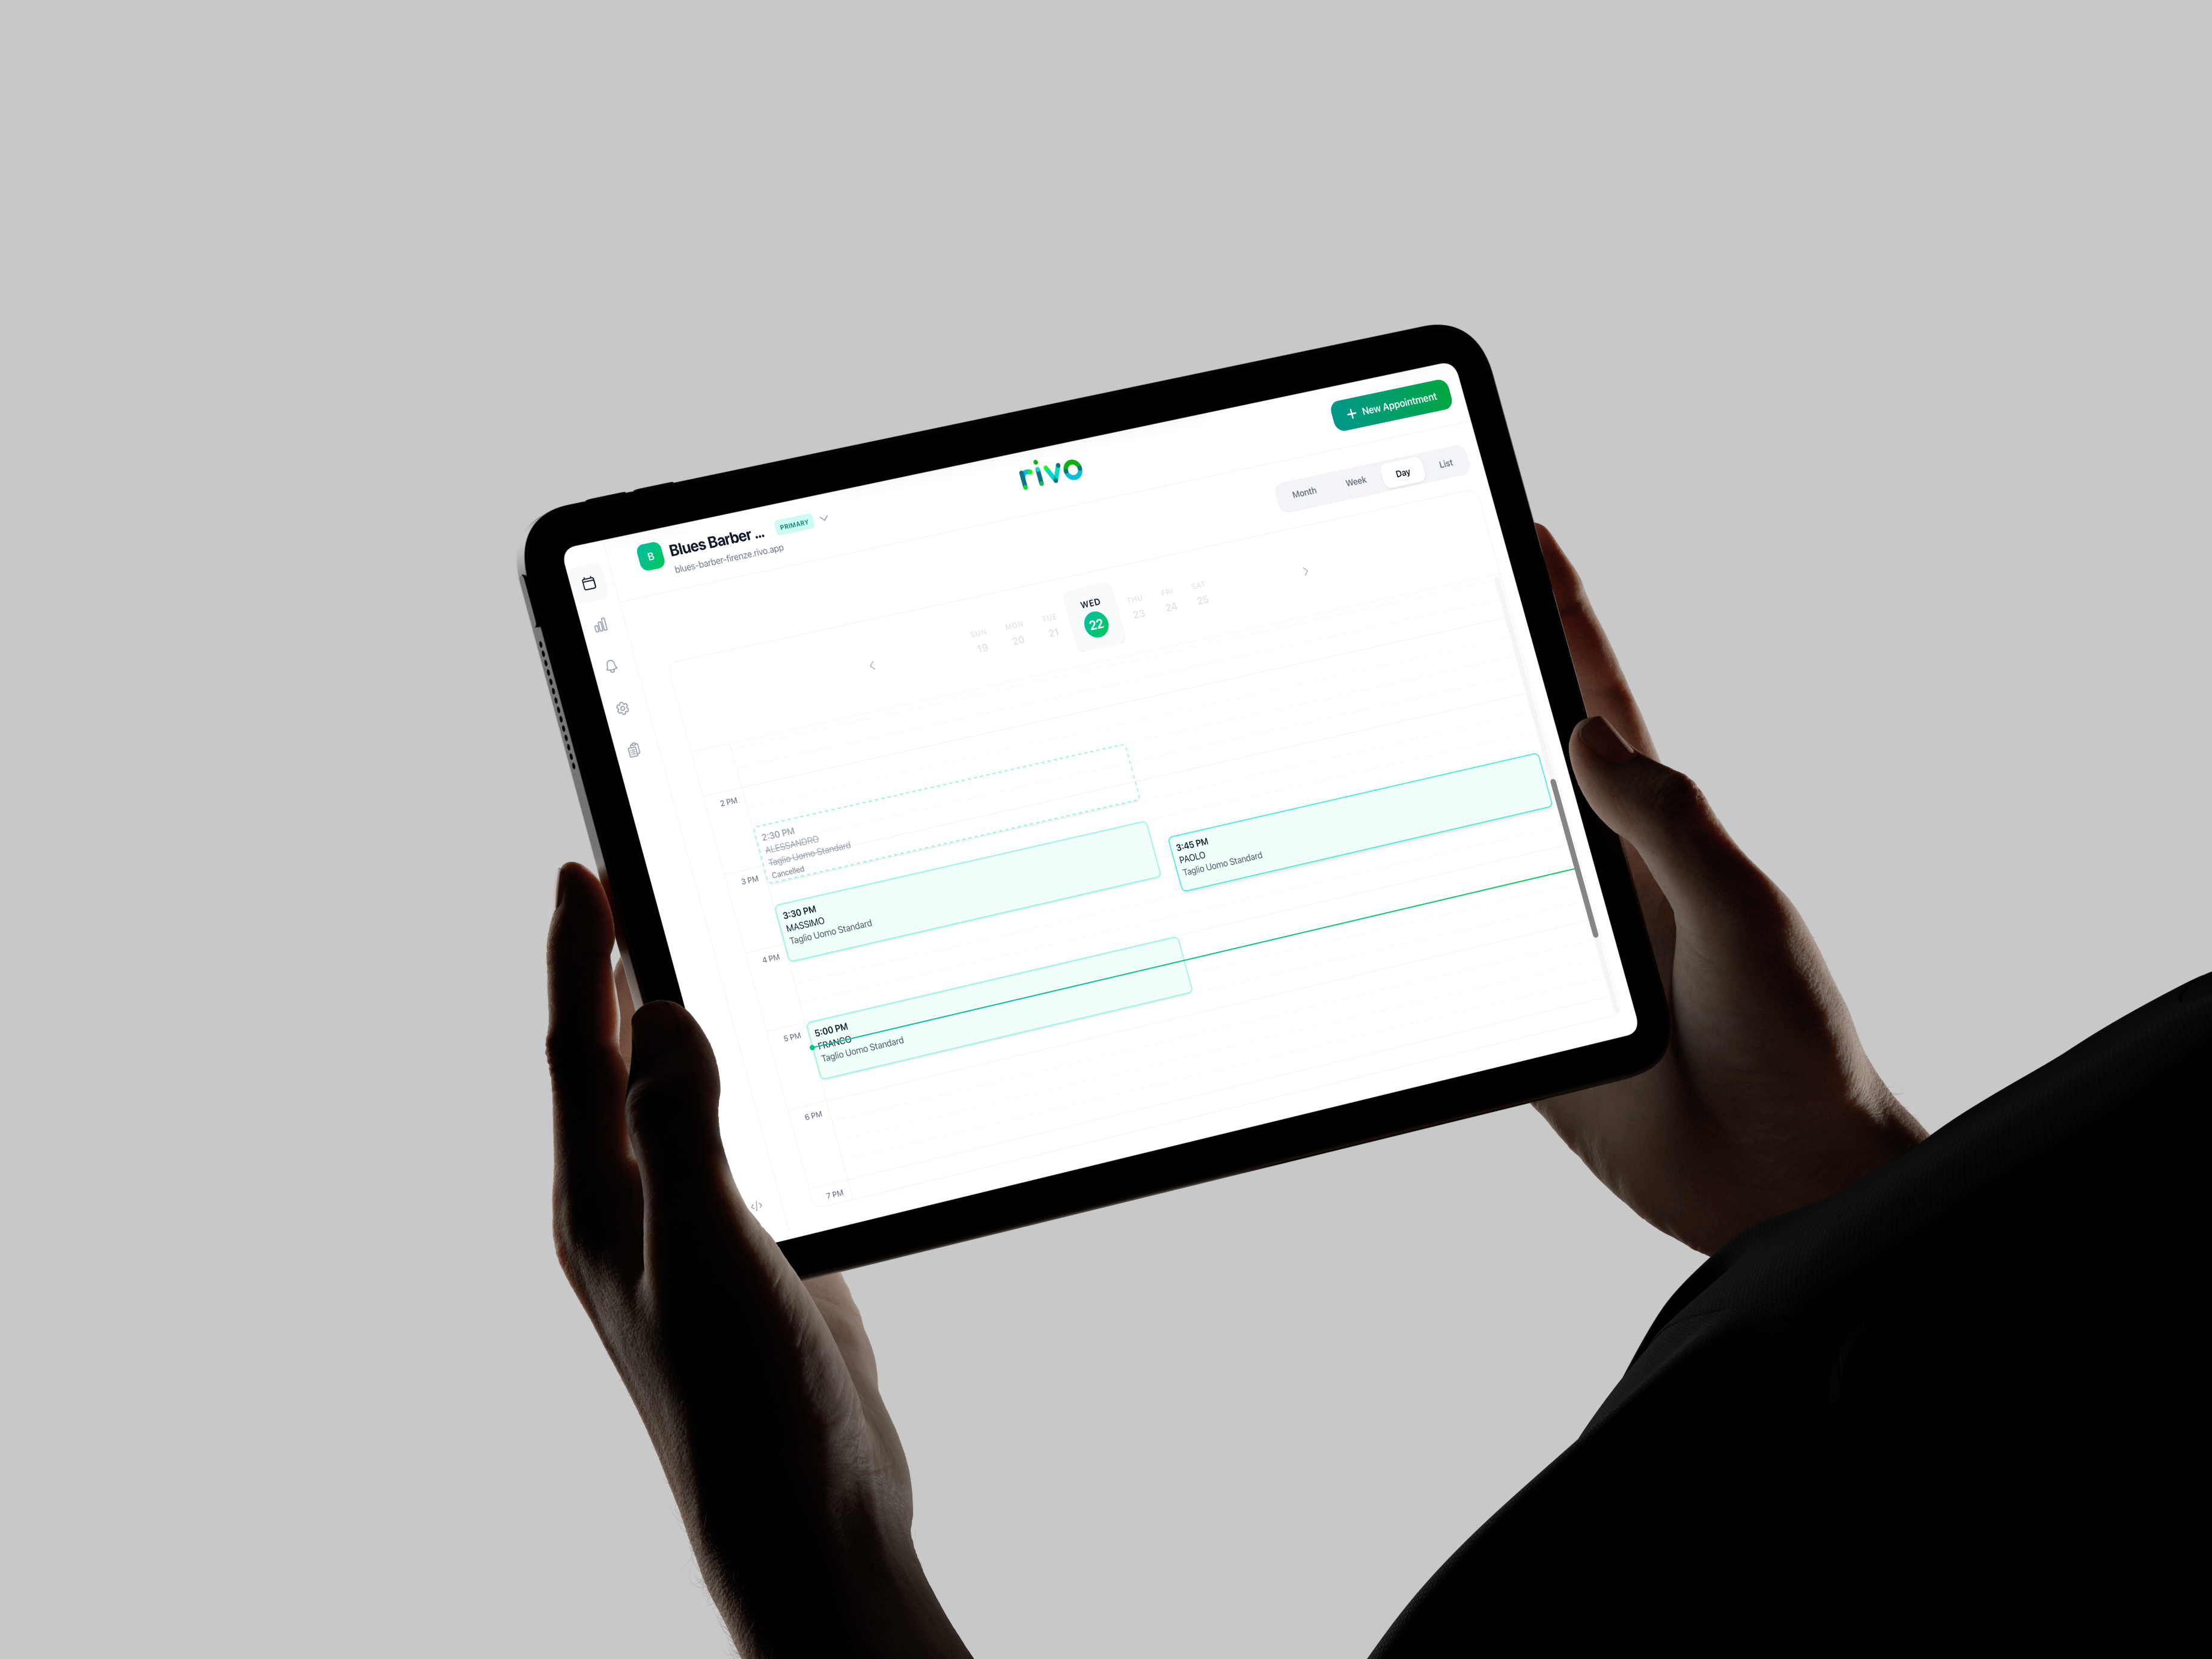 + New Appointment
rivo
B
Blues Barber ...
PRIMARY
blues-barber-firenze.rivo.app
Month Week Day List
SUN MON TUE WED THU FRI SAT
19 20 21 22 23 24 25
2 PM
2:30 PM
ALESSANDRO
Taglio Uomo Standard
Cancelled
3 PM
3:30 PM
MASSIMO
Taglio Uomo Standard
3:45 PM
PAOLO
Taglio Uomo Standard
4 PM
5 PM
5:00 PM
FRANCO
Taglio Uomo Standard
6 PM
7 PM